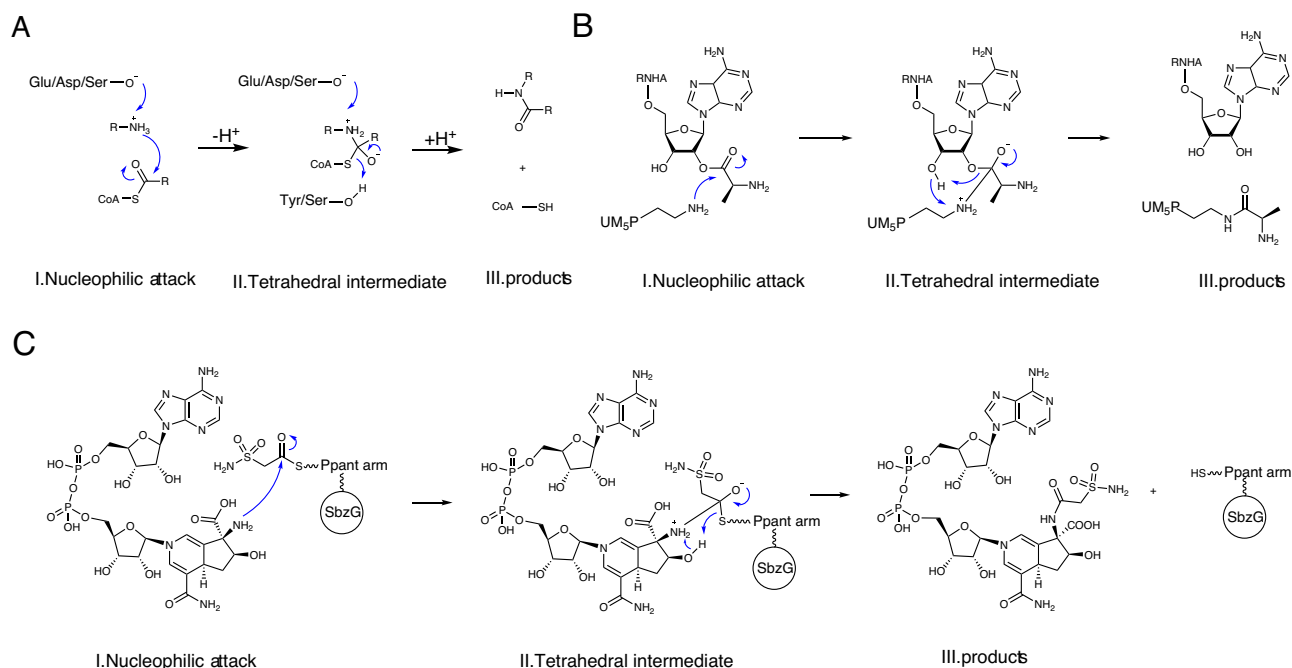 A
Glu/Asp/Ser—O⁻
R—NH₃⁺
O
CoA—S
R
-H⁺
Glu/Asp/Ser—O⁻
R—NH₂⁺
R
CoA—S
O⁻
H
Tyr/Ser—O
+H⁺
R
H—N
R
O
+
CoA —SH
I.Nucleophilic attack
II.Tetrahedral intermediate
III.products
B
H₂N
RNHA
N
N
N
N
O
O
HO
O
O
NH₂
NH₂
UM₅P
H₂N
RNHA
N
N
N
N
O
O
O
H
O
O⁻
NH₂
NH₂⁺
UM₅P
H₂N
RNHA
N
N
N
N
O
O
HO
OH
UM₅P
N
H
O
NH₂
I.Nucleophilic attack
II.Tetrahedral intermediate
III.products
C
NH₂
N
N
N
N
O
O
HO
P
O
O
HO
OH
O
P
O
OH
O
O
HO
OH
N
O
NH₂
H
OH
O
OH
NH₂
O
O
S
H₂N
O
S
Ppant arm
SbzG
NH₂
N
N
N
N
O
O
HO
P
O
O
HO
OH
O
P
O
OH
O
O
HO
OH
N
O
NH₂
H
O
H
O
OH
NH₂⁺
O
O
S
NH₂
O⁻
S
Ppant arm
SbzG
NH₂
N
N
N
N
O
O
HO
P
O
O
HO
OH
O
P
O
OH
O
O
HO
OH
N
O
NH₂
H
OH
COOH
HN
O
O
O
S
NH₂
+
HS
Ppant arm
SbzG
I.Nucleophilic attack
II.Tetrahedral intermediate
III.products